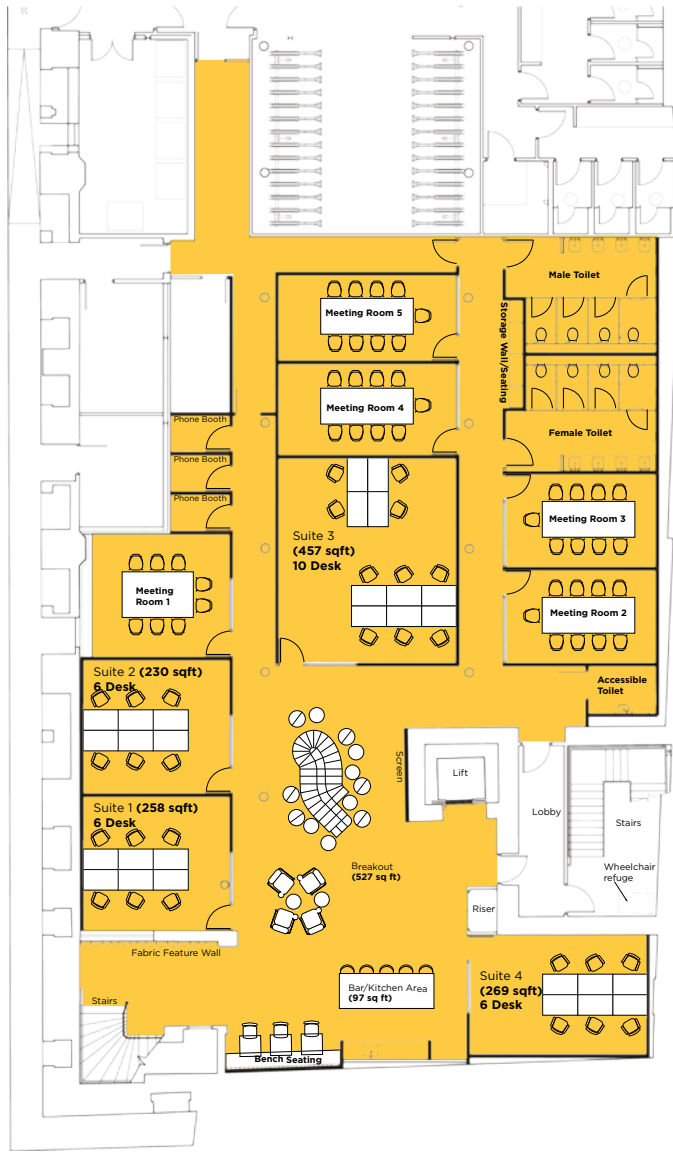 Male Toilet
Meeting Room 5
Storage Wall/Seating
Meeting Room 4
Phone Booth
Female Toilet
Phone Booth
Phone Booth
Suite 3
(457 sqft)
10 Desk
Meeting Room 3
Meeting
Room 1
Meeting Room 2
Suite 2 (230 sqft)
6 Desk
Accessible
Toilet
Screen
Lift
Suite 1 (258 sqft)
6 Desk
Lobby
Stairs
Breakout
(527 sq ft)
Wheelchair
refuge
Riser
Fabric Feature Wall
Suite 4
(269 sqft)
6 Desk
Bar/Kitchen Area
(97 sq ft)
Stairs
Bench Seating